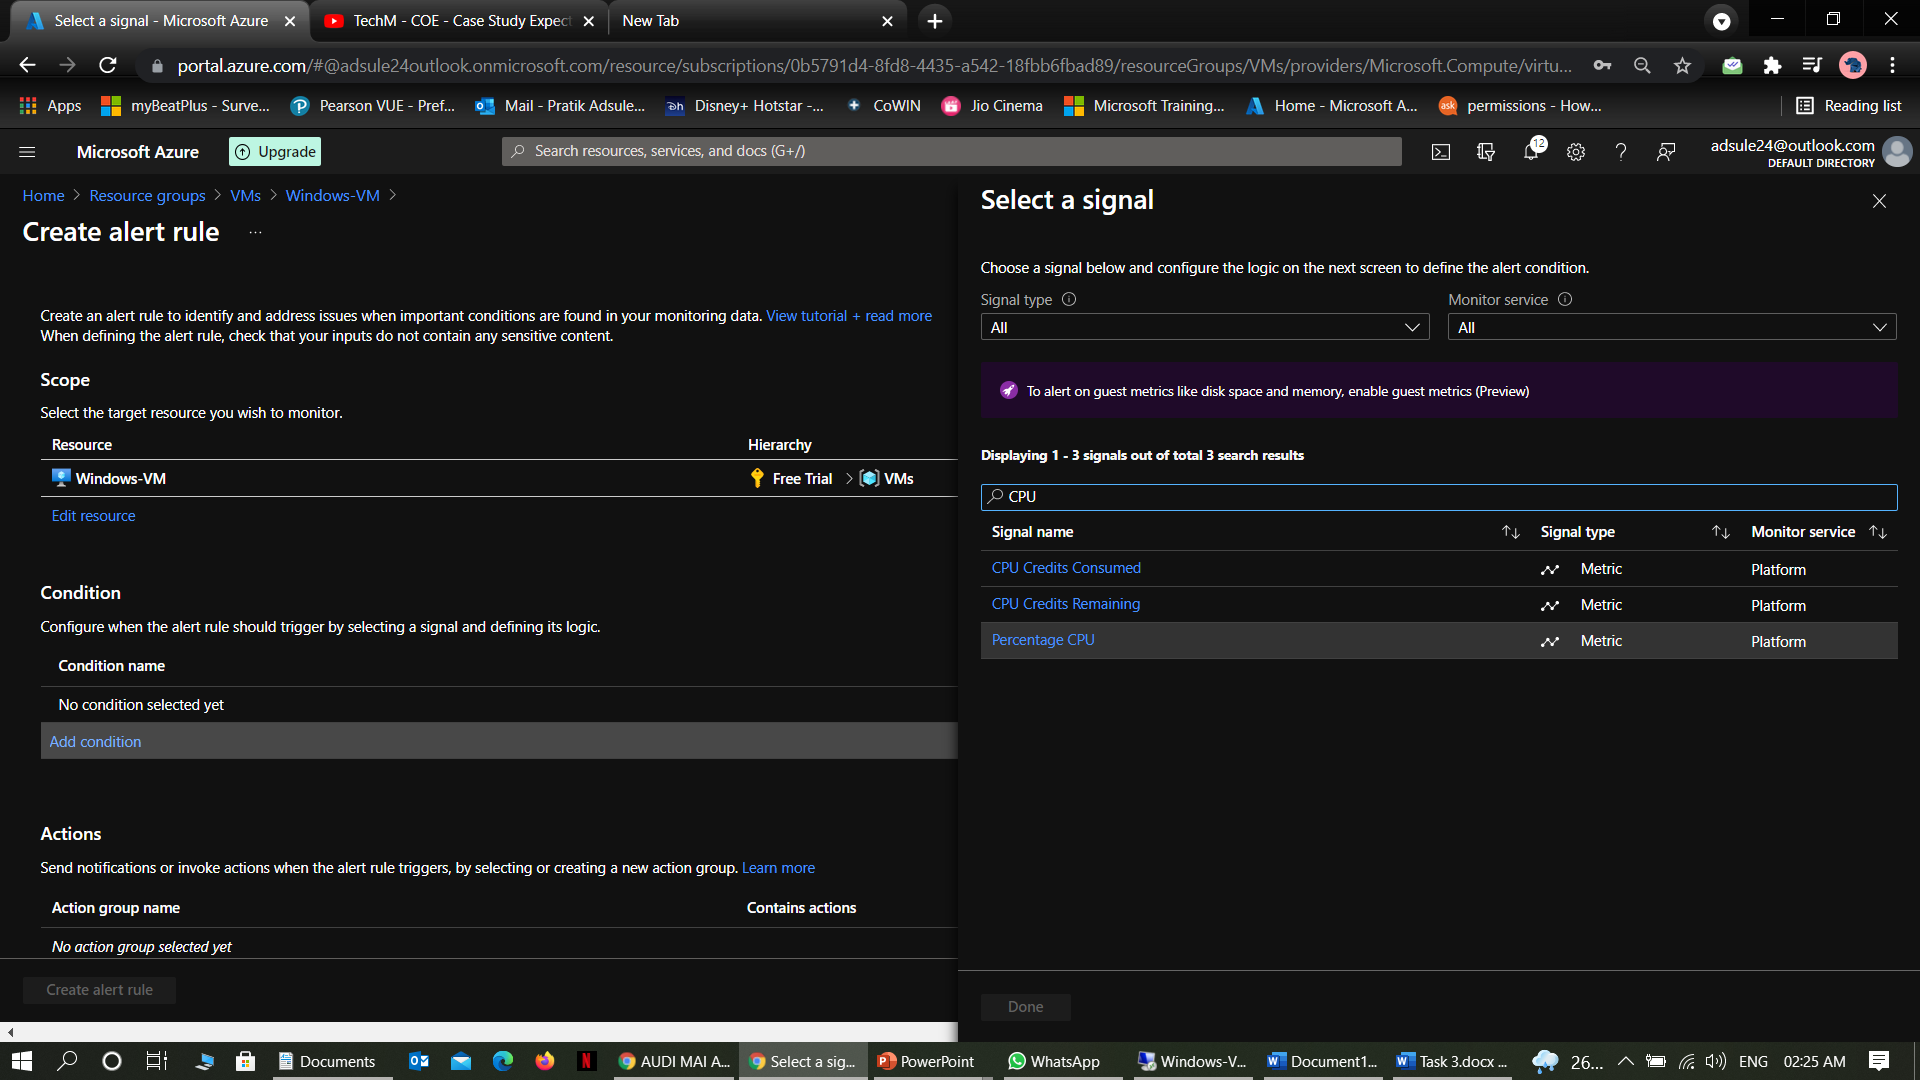 Select a signal - Microsoft Azure
TechM - COE - Case Study Expect
New Tab
portal.azure.com/#@adsule24outlook.onmicrosoft.com/resource/subscriptions/0b5791d4-8fd8-4435-a542-18fbb6fbad89/resourceGroups/VMs/providers/Microsoft.Compute/virtu...
Apps
myBeatPlus - Surve...
Pearson VUE - Pref...
Mail - Pratik Adsule...
Disney+ Hotstar -...
CoWIN
Jio Cinema
Microsoft Training...
Home - Microsoft A...
ask
permissions - How...
Reading list
Microsoft Azure
Upgrade
Search resources, services, and docs (G+/)
12
adsule24@outlook.com
DEFAULT DIRECTORY
Home > Resource groups > VMs > Windows-VM >
Create alert rule ...
Create an alert rule to identify and address issues when important conditions are found in your monitoring data. View tutorial + read more
When defining the alert rule, check that your inputs do not contain any sensitive content.
Scope
Select the target resource you wish to monitor.
Resource Hierarchy
Windows-VM Free Trial > VMs
Edit resource
Condition
Configure when the alert rule should trigger by selecting a signal and defining its logic.
Condition name
No condition selected yet
Add condition
Actions
Send notifications or invoke actions when the alert rule triggers, by selecting or creating a new action group. Learn more
Action group name Contains actions
No action group selected yet
Create alert rule
Select a signal
Choose a signal below and configure the logic on the next screen to define the alert condition.
Signal type Monitor service
All All
To alert on guest metrics like disk space and memory, enable guest metrics (Preview)
Displaying 1 - 3 signals out of total 3 search results
CPU
Signal name Signal type Monitor service
CPU Credits Consumed Metric Platform
CPU Credits Remaining Metric Platform
Percentage CPU Metric Platform
Done
Documents
AUDI MAI A...
Select a sig...
PowerPoint
WhatsApp
Windows-V...
Document1...
Task 3.docx ...
26...
ENG
02:25 AM